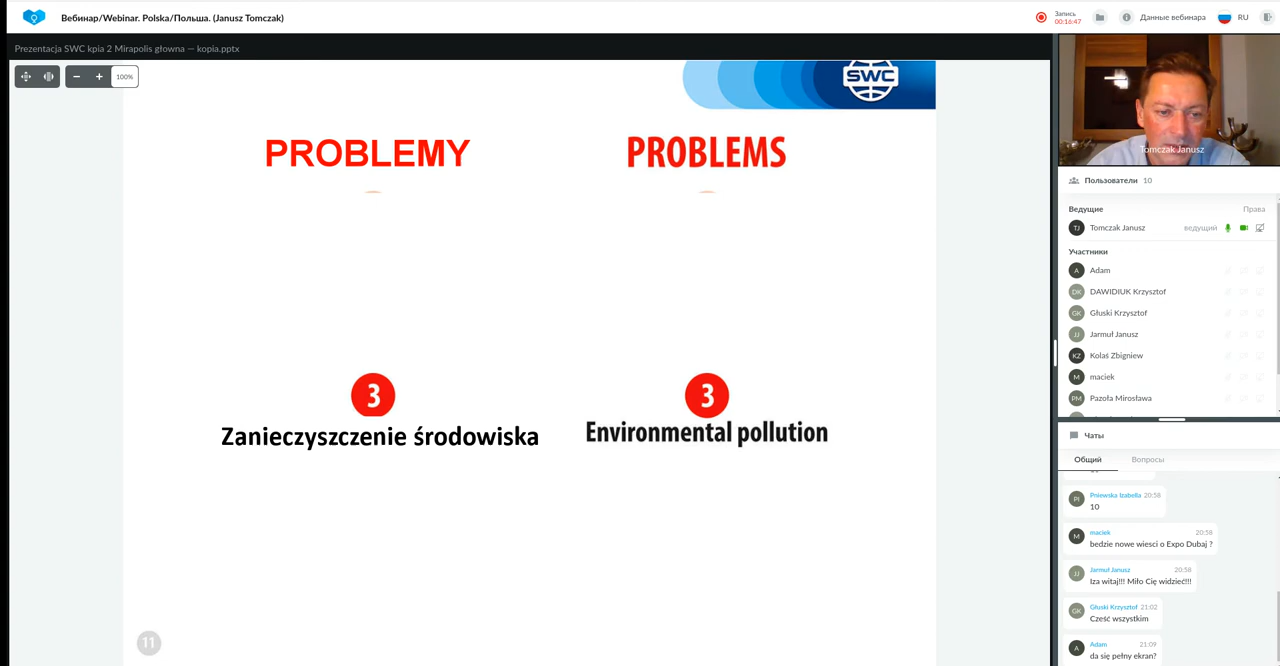 Вебинар/Webinar. Polska/Польша. (Janusz Tomczak)
Запись
00:16:47
Данные вебинара
RU
Prezentacja SWC kpia 2 Mirapolis głowna — kopia.pptx
100%
SWC
PROBLEMY
PROBLEMS
3
3
Zanieczyszczenie środowiska
Environmental pollution
11
Tomczak Janusz
Пользователи 10
Ведущие
Права
TJ Tomczak Janusz ведущий
Участники
A Adam
DK DAWIDIUK Krzysztof
GK Głuski Krzysztof
JJ Jarmuł Janusz
KZ Kolaś Zbigniew
M maciek
PM Pazoła Mirosława
Чаты
Общий Вопросы
PI Pniewska Izabella 20:58
10
M maciek 20:58
bedzie nowe wiesci o Expo Dubaj ?
JJ Jarmuł Janusz 20:58
Iza witaj!!! Miło Cię widzieć!!!
GK Głuski Krzysztof 21:02
Cześć wszystkim
A Adam 21:09
da się pełny ekran?